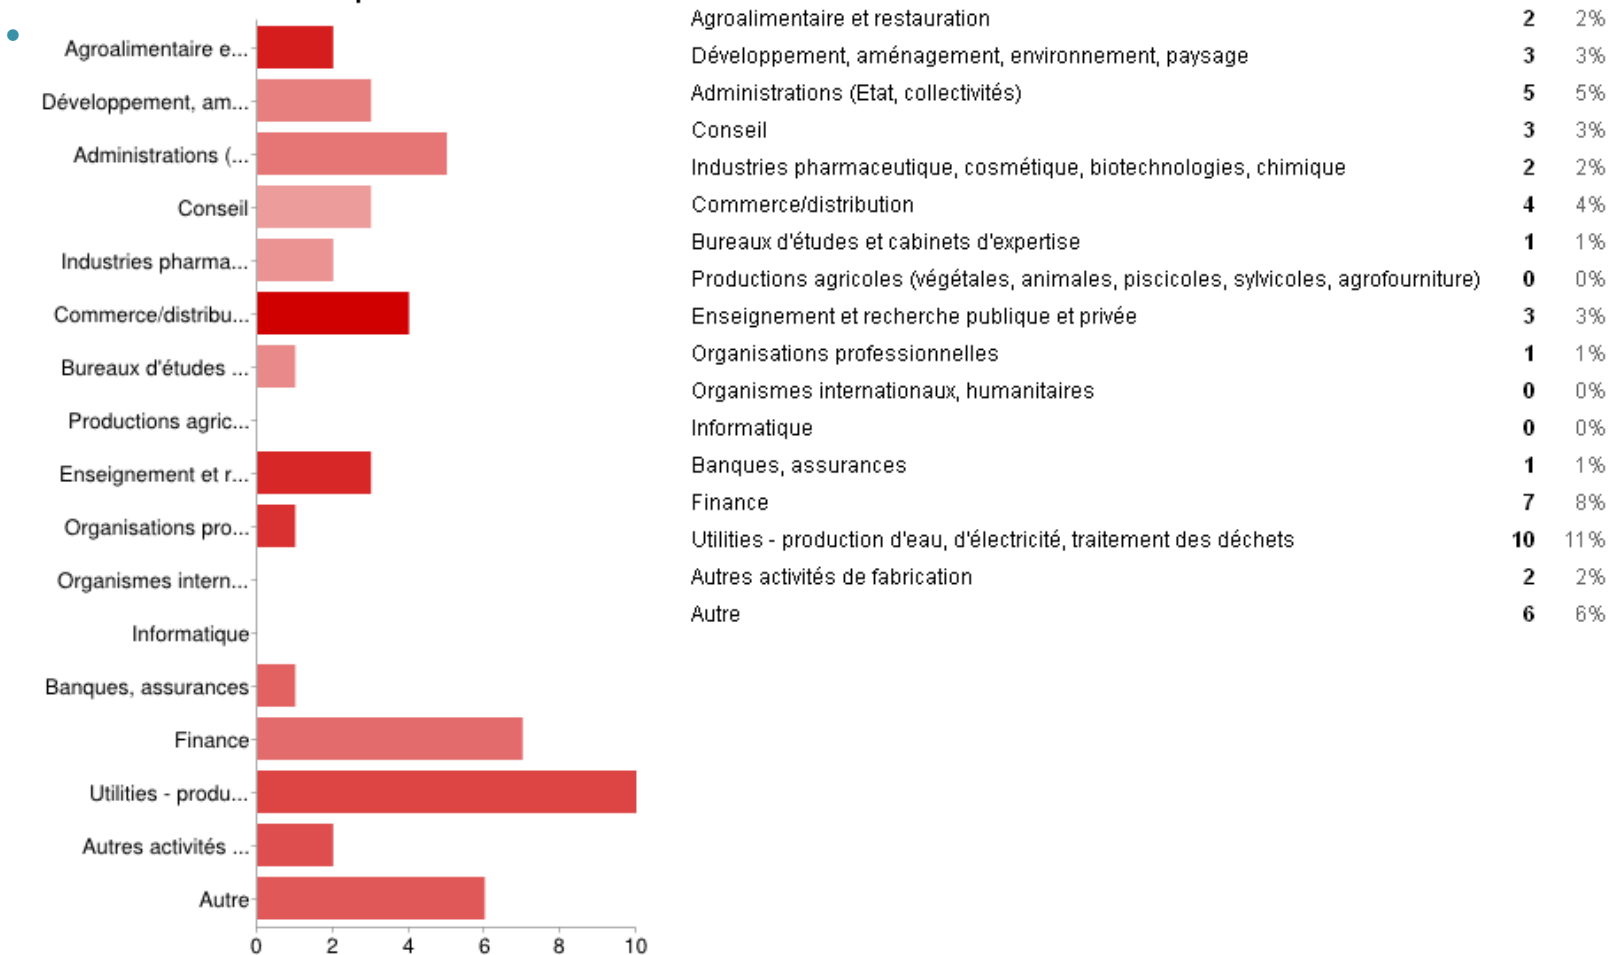 Agroalimentaire e...
Développement, am...
Administrations (...
Conseil
Industries pharma...
Commerce/distribu...
Bureaux d'études ...
Productions agric...
Enseignement et r...
Organisations pro...
Organismes intern...
Informatique
Banques, assurances
Finance
Utilities - produ...
Autres activités ...
Autre
0 2 4 6 8 10
Agroalimentaire et restauration 2 2%
Développement, aménagement, environnement, paysage 3 3%
Administrations (Etat, collectivités) 5 5%
Conseil 3 3%
Industries pharmaceutique, cosmétique, biotechnologies, chimique 2 2%
Commerce/distribution 4 4%
Bureaux d'études et cabinets d'expertise 1 1%
Productions agricoles (végétales, animales, piscicoles, sylvicoles, agrofourniture) 0 0%
Enseignement et recherche publique et privée 3 3%
Organisations professionnelles 1 1%
Organismes internationaux, humanitaires 0 0%
Informatique 0 0%
Banques, assurances 1 1%
Finance 7 8%
Utilities - production d'eau, d'électricité, traitement des déchets 10 11%
Autres activités de fabrication 2 2%
Autre 6 6%